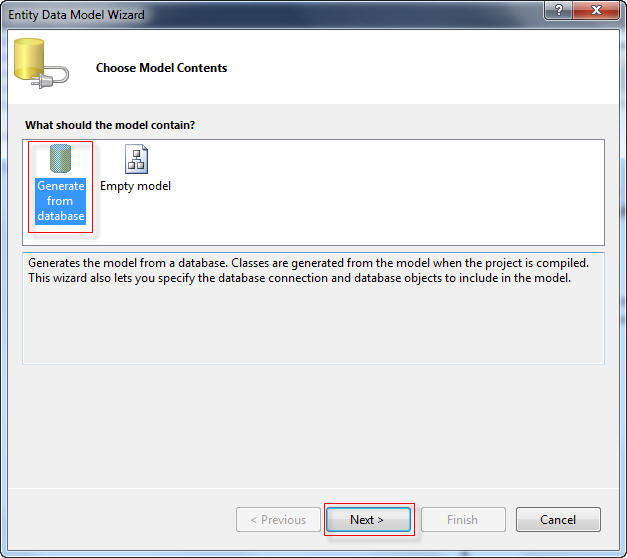 Entity Data Model Wizard
?
Choose Model Contents
What should the model contain?
Generate
from
database
Empty model
Generates the model from a database. Classes are generated from the model when the project is compiled.
This wizard also lets you specify the database connection and database objects to include in the model.
< Previous
Next >
Finish
Cancel